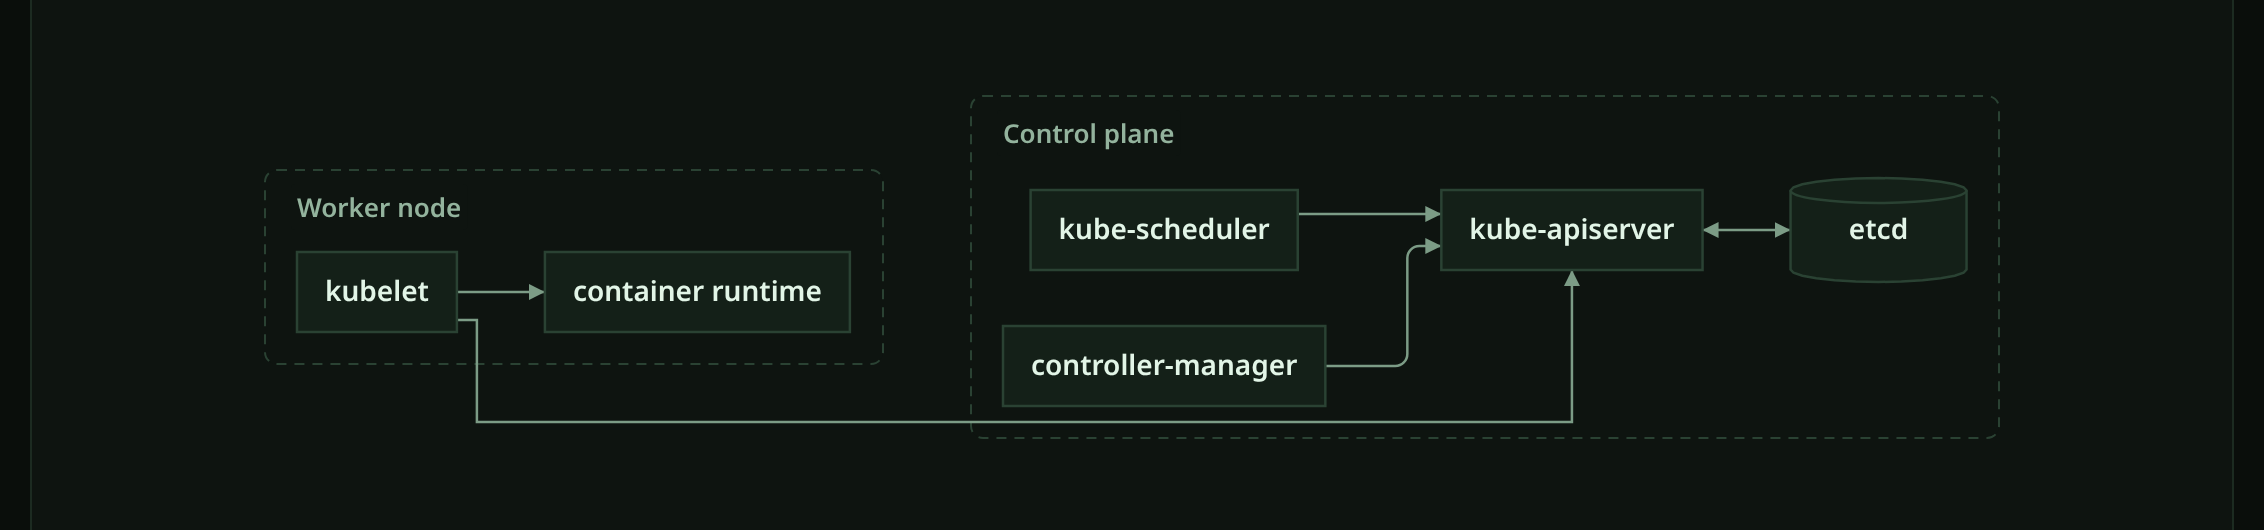 Control plane
Worker node
kube-scheduler
kube-apiserver
etcd
kubelet
container runtime
controller-manager